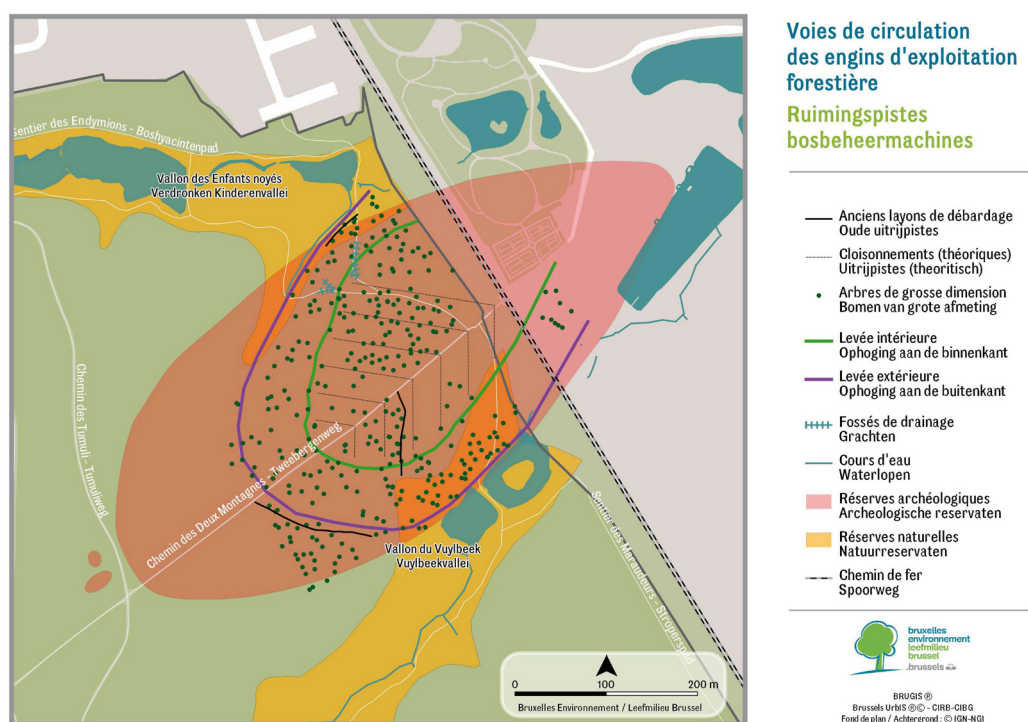 Voies de circulation
des engins d'exploitation
forestière
Ruimingspistes
bosbeheermachines
Anciens layons de débardage
Oude uitrijpistes
Cloisonnements (théoriques)
Uitrijpistes (theoritisch)
Arbres de grosse dimension
Bomen van grote afmeting
Levée intérieure
Ophoging aan de binnenkant
Levée extérieure
Ophoging aan de buitenkant
Fossés de drainage
Grachten
Cours d'eau
Waterlopen
Réserves archéologiques
Archeologische reservaten
Réserves naturelles
Natuurreservaten
Chemin de fer
Spoorweg
bruxelles
environnement
leefmilieu
brussel
.brussels
BRUGIS ®
Brussels UrbIS ®© - CIRB-CIBG
Fond de plan / Achtergrond : © IGN-NGI
Sentier des Endymions - Boshyacintenpad
Vallon des Enfants noyés
Verdronken Kinderenvallei
Chemin des Tumuli - Tumuliweg
Chemin des Deux Montagnes - Tweebergenweg
Vallon du Vuylbeek
Vuylbeekvallei
Sentier des Maraudeurs - Stroperspad
0 100 200 m
Bruxelles Environnement / Leefmilieu Brussel